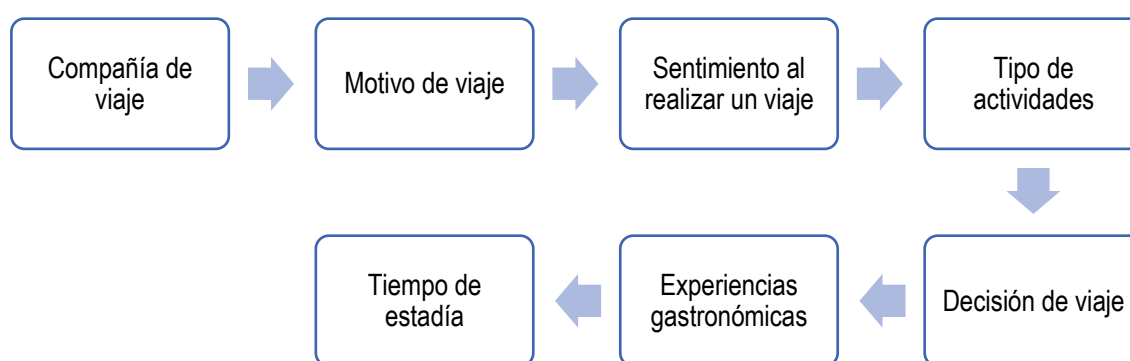 Compañía de
viaje
Motivo de viaje
Sentimiento al
realizar un viaje
Tipo de
actividades
Decisión de viaje
Experiencias
gastronómicas
Tiempo de
estadía